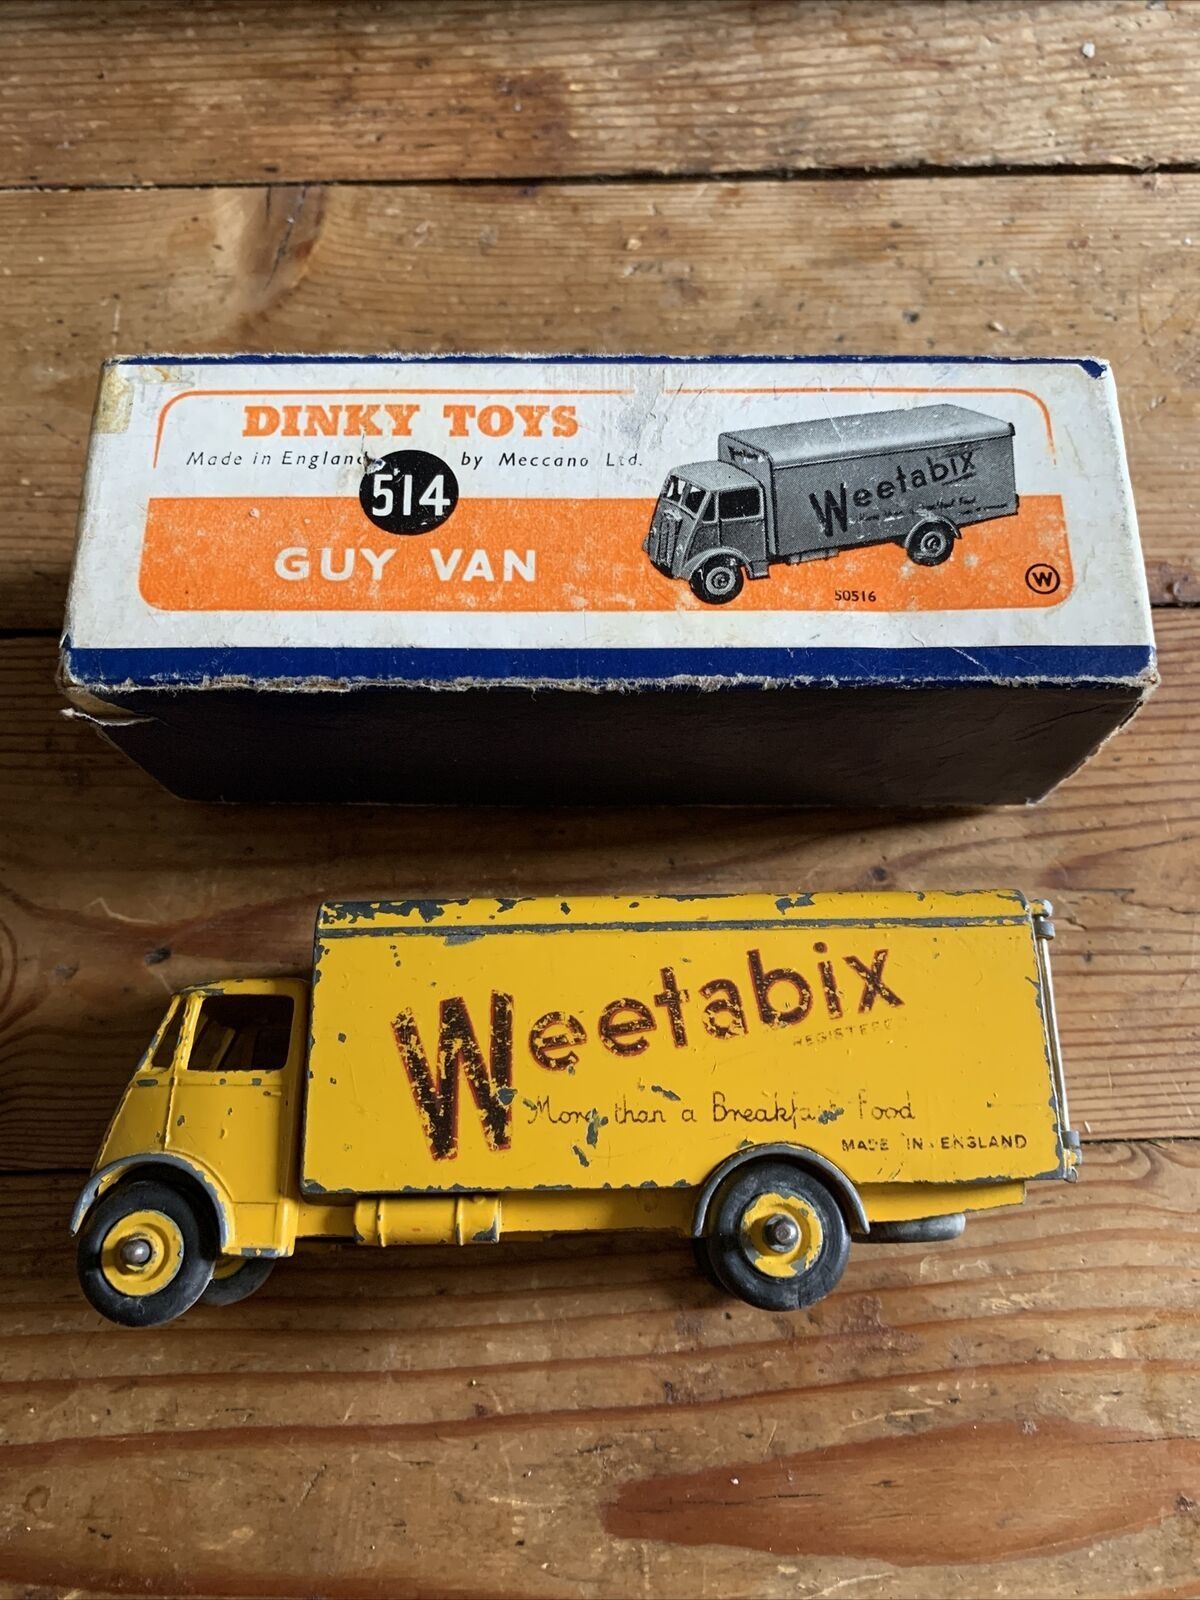 DINKY TOYS
Made in England by Meccano Ltd.
514
GUY VAN
Weetabix
50516
W
Weetabix
REGISTERED
More than a Breakfast Food
MADE IN ENGLAND